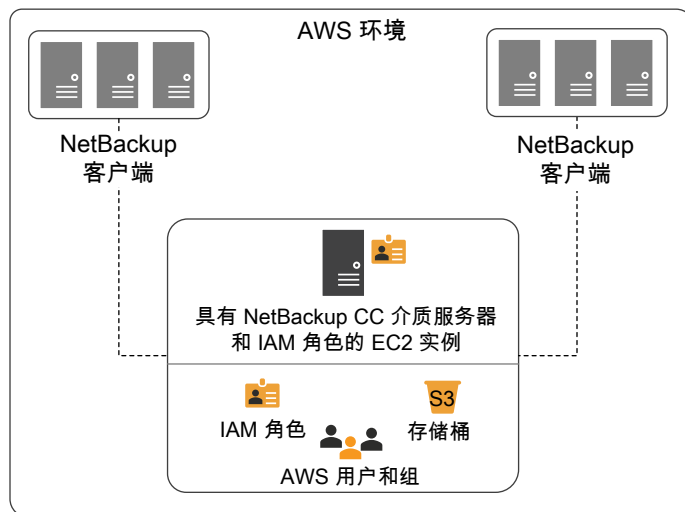 AWS 环境
NetBackup
客户端
NetBackup
客户端
具有 NetBackup CC 介质服务器
和 IAM 角色的 EC2 实例
IAM 角色
S3
存储桶
AWS 用户和组